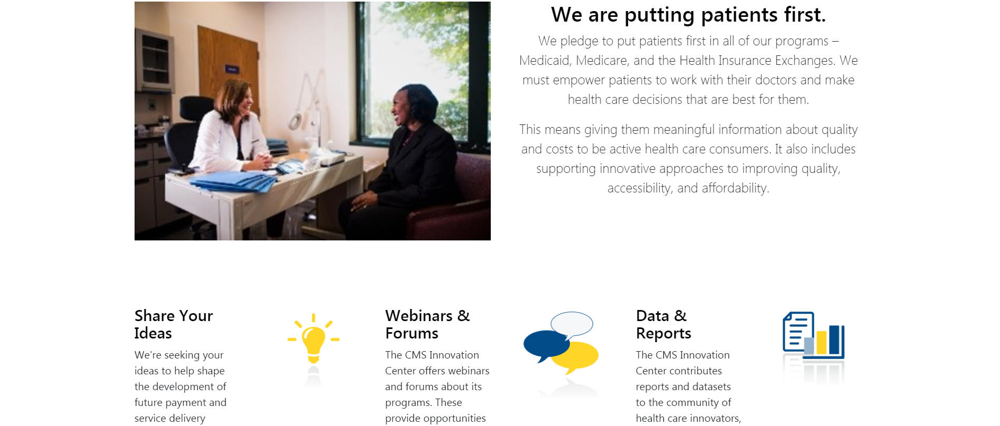 We are putting patients first.
We pledge to put patients first in all of our programs –
Medicaid, Medicare, and the Health Insurance Exchanges. We
must empower patients to work with their doctors and make
health care decisions that are best for them.
This means giving them meaningful information about quality
and costs to be active health care consumers. It also includes
supporting innovative approaches to improving quality,
accessibility, and affordability.
Share Your
Ideas
We're seeking your
ideas to help shape
the development of
future payment and
service delivery
Webinars &
Forums
The CMS Innovation
Center offers webinars
and forums about its
programs. These
provide opportunities
Data &
Reports
The CMS Innovation
Center contributes
reports and datasets
to the community of
health care innovators,